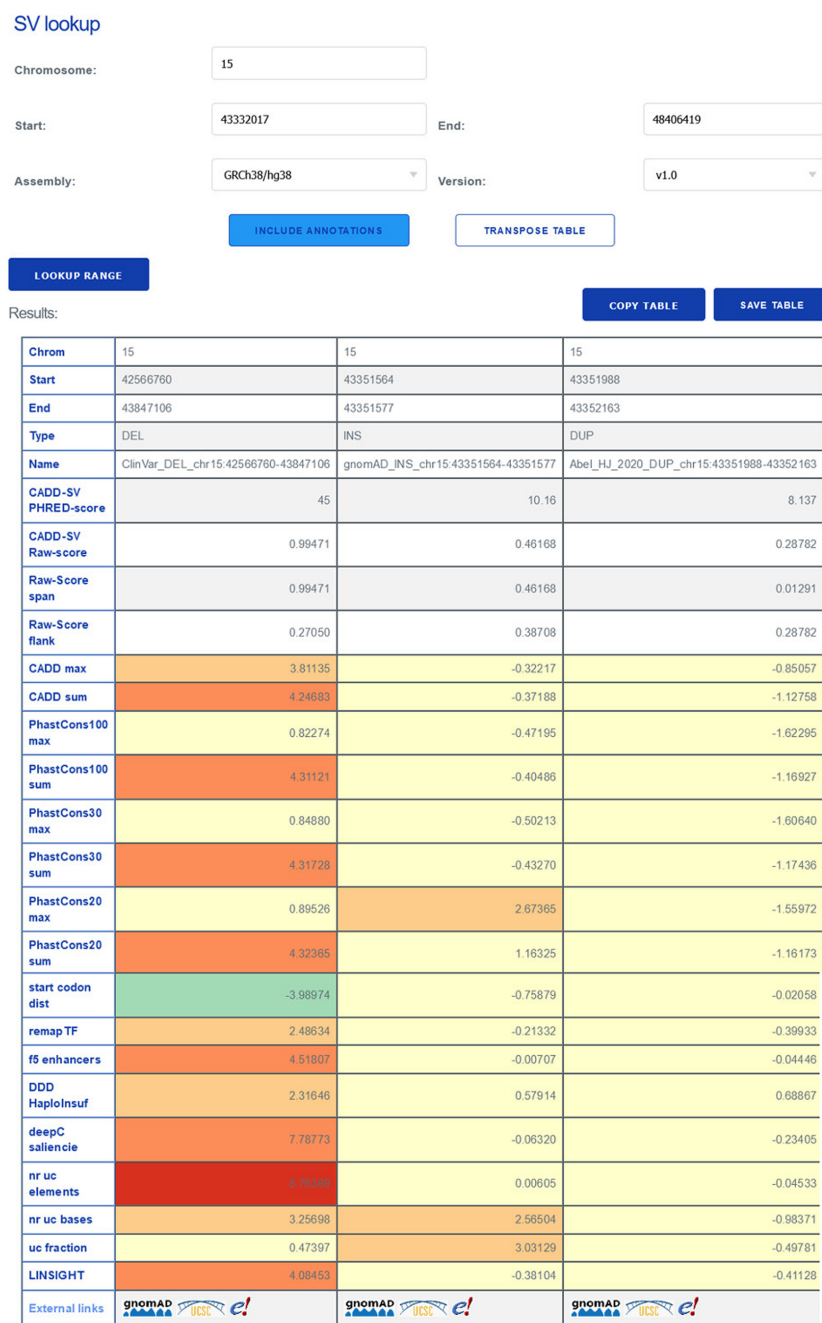 SV lookup
Chromosome: 15
Start: 43332017 End: 48406419
Assembly: GRCh38/hg38 Version: v1.0
INCLUDE ANNOTATIONS TRANSPOSE TABLE
LOOKUP RANGE
COPY TABLE SAVE TABLE
Results:
Chrom 15 15 15
Start 42566760 43351564 43351988
End 43847106 43351577 43352163
Type DEL INS DUP
Name ClinVar_DEL_chr15:42566760-43847106 gnomAD_INS_chr15:43351564-43351577 Abel_HJ_2020_DUP_chr15:43351988-43352163
CADD-SV
PHRED-score 45 10.16 8.137
CADD-SV
Raw-score 0.99471 0.46168 0.28782
Raw-Score
span 0.99471 0.46168 0.01291
Raw-Score
flank 0.27050 0.38708 0.28782
CADD max 3.81135 -0.32217 -0.85057
CADD sum 4.24683 -0.37188 -1.12758
PhastCons100
max 0.82274 -0.47195 -1.62295
PhastCons100
sum 4.31121 -0.40486 -1.16927
PhastCons30
max 0.84880 -0.50213 -1.60640
PhastCons30
sum 4.31728 -0.43270 -1.17436
PhastCons20
max 0.89526 2.67365 -1.55972
PhastCons20
sum 4.32365 1.16325 -1.16173
start codon
dist -3.98974 -0.75879 -0.02058
remap TF 2.48634 -0.21332 -0.39933
f5 enhancers 4.51807 -0.00707 -0.04446
DDD
HaploInsuf 2.31646 0.57914 0.68867
deepC
saliencie 7.78773 -0.06320 -0.23405
nr uc
elements 0.00605 -0.04533
nr uc bases 3.25698 2.56504 -0.98371
uc fraction 0.47397 3.03129 -0.49781
LINSIGHT 4.08453 -0.38104 -0.41128
External links gnomAD UCSC e! gnomAD UCSC e! gnomAD UCSC e!